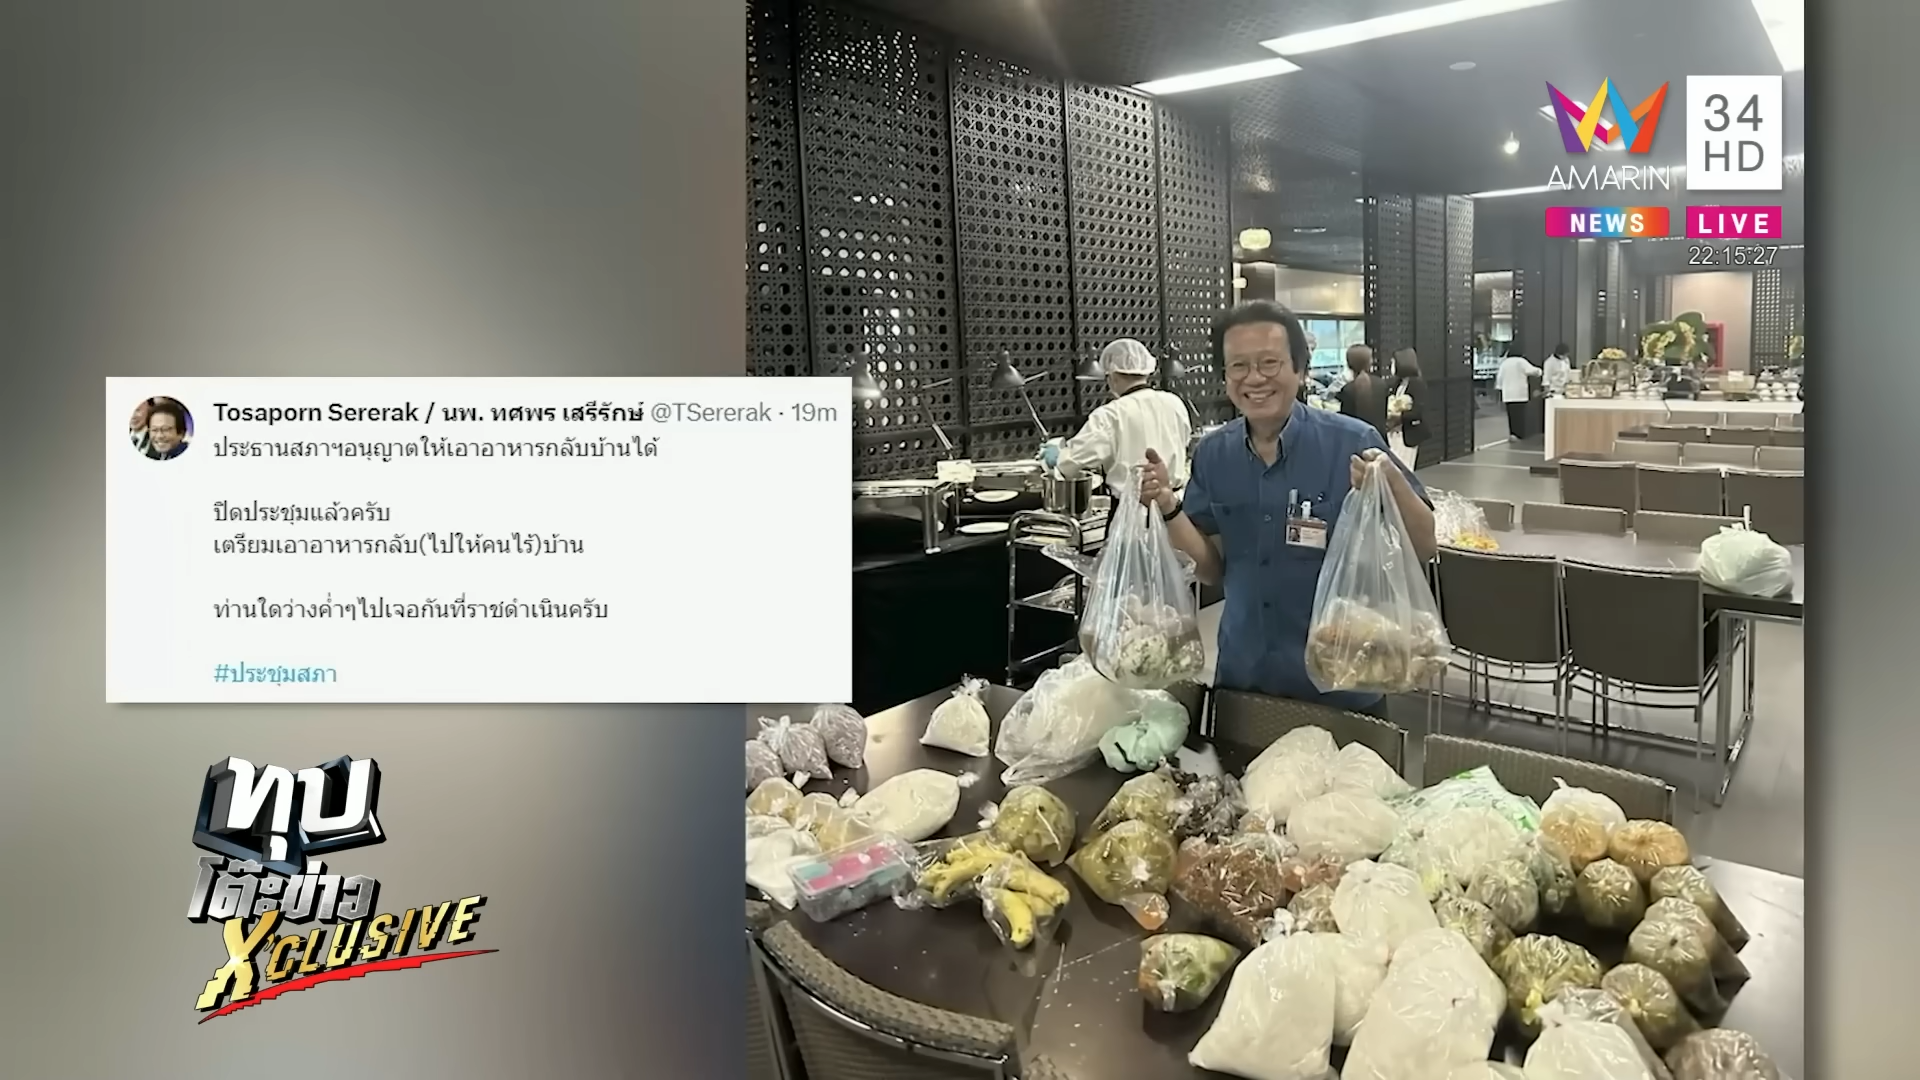 Tosaporn Sererak / นพ. ทศพร เสรีรักษ์ @TSererak · 19m
ประธานสภาฯอนุญาตให้เอาอาหารกลับบ้านได้
ปิดประชุมแล้วครับ
เตรียมเอาอาหารกลับ(ไปให้คนไร้)บ้าน
ท่านใดว่างค่ำๆไปเจอกันที่ราชดำเนินครับ
#ประชุมสภา
ทุบ
โต๊ะข่าว
X'CLUSIVE
AMARIN
34
HD
NEWS
LIVE
22:15:27